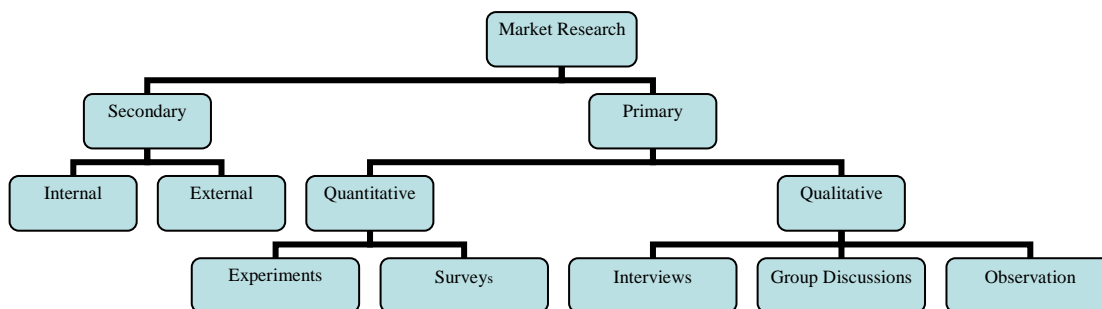 Market Research
Secondary
Primary
Internal
External
Quantitative
Qualitative
Experiments
Surveys
Interviews
Group Discussions
Observation